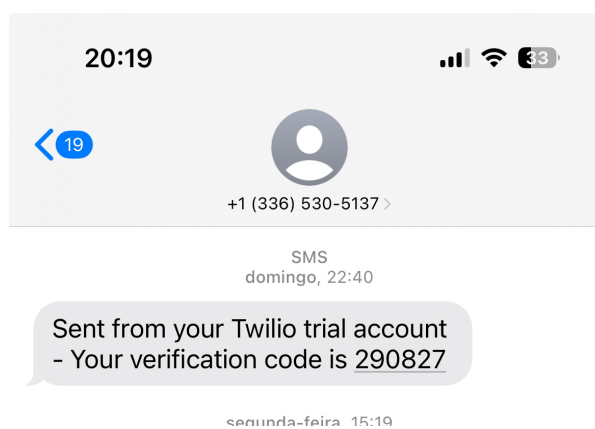 20:19
33
19
+1 (336) 530-5137
SMS
domingo, 22:40
Sent from your Twilio trial account
- Your verification code is 290827
segunda-feira, 15:19